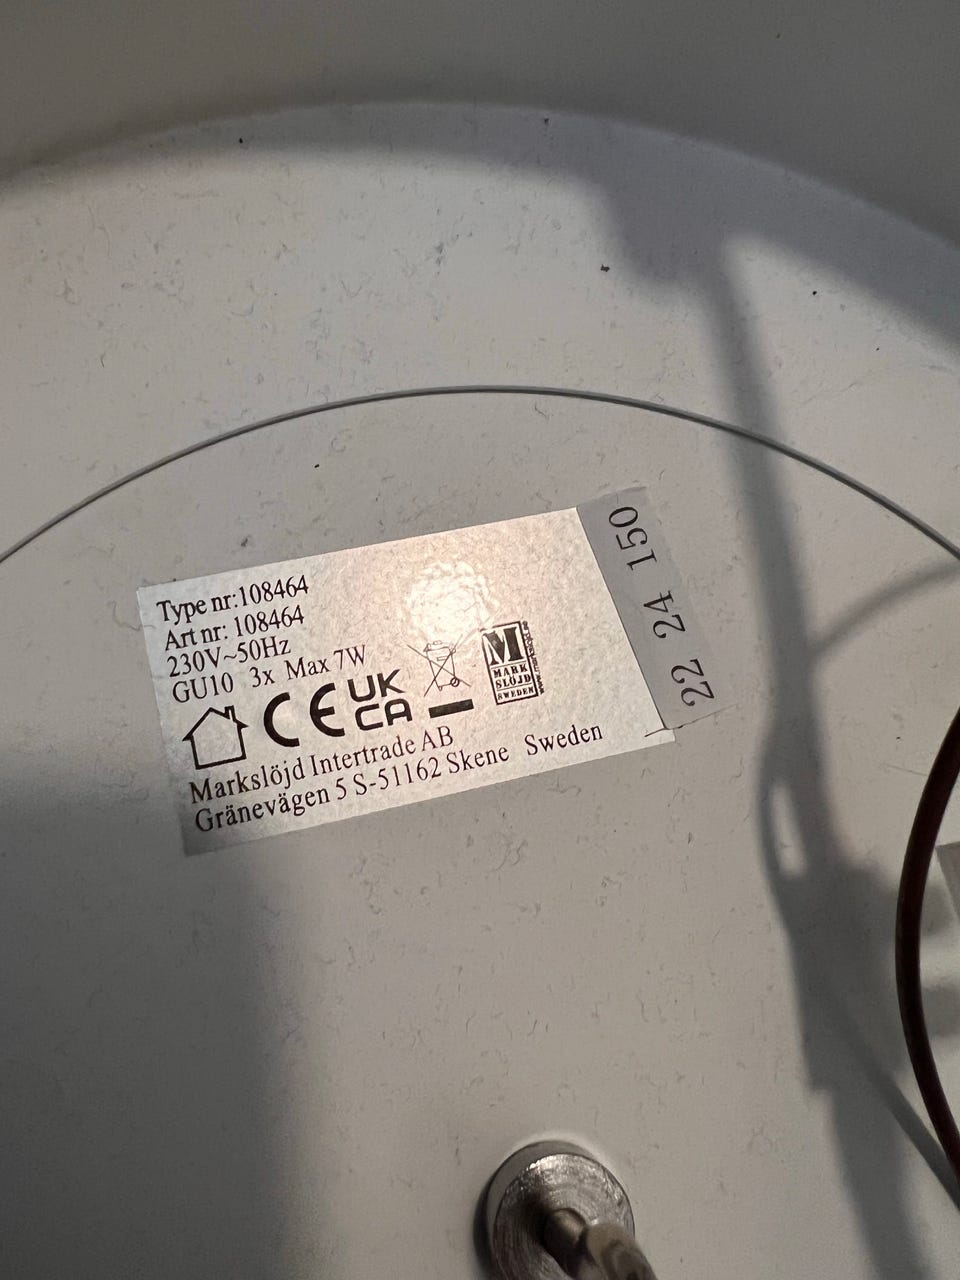 Type nr:108464
Art nr: 108464
230V~50Hz
GU10 3x Max 7W
CE UK CA
M
MARK
SLÖJD
SWEDEN
Markslöjd Intertrade AB
Gränevägen 5 S-51162 Skene Sweden
22 24 150